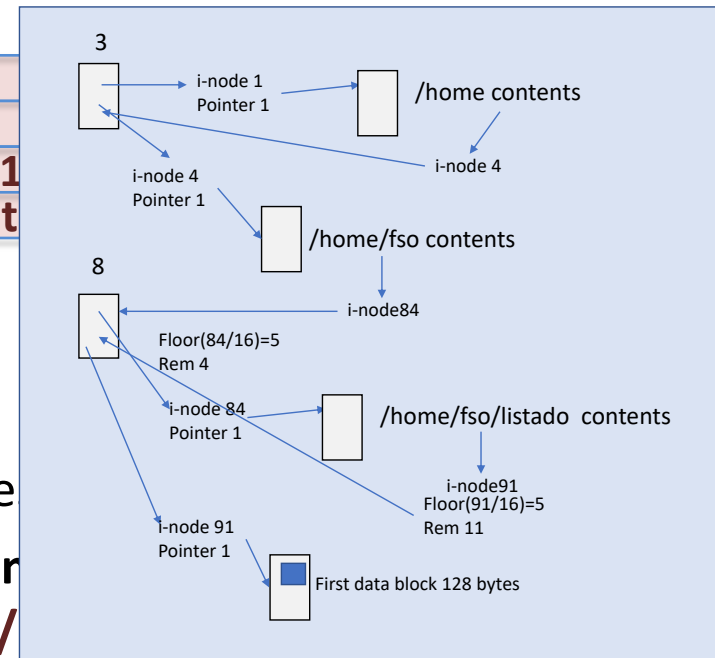 3
i-node 1
Pointer 1
/home contents
i-node 4
i-node 4
Pointer 1
1
t
/home/fso contents
8
i-node84
Floor(84/16)=5
Rem 4
i-node 84
Pointer 1
/home/fso/listado contents
i-node91
Floor(91/16)=5
Rem 11
e
i-node 91
Pointer 1
First data block 128 bytes
/